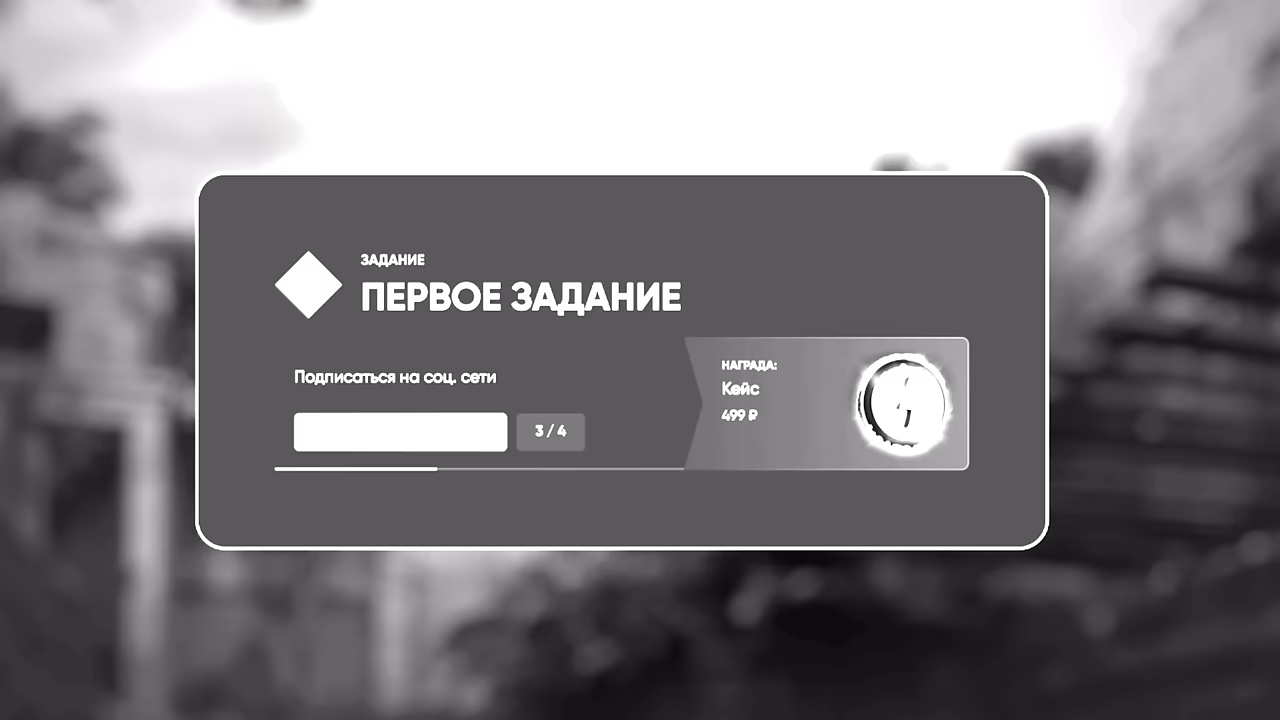 ЗАДАНИЕ
ПЕРВОЕ ЗАДАНИЕ
Подписаться на соц. сети
3 / 4
НАГРАДА:
Кейс
499 ₽